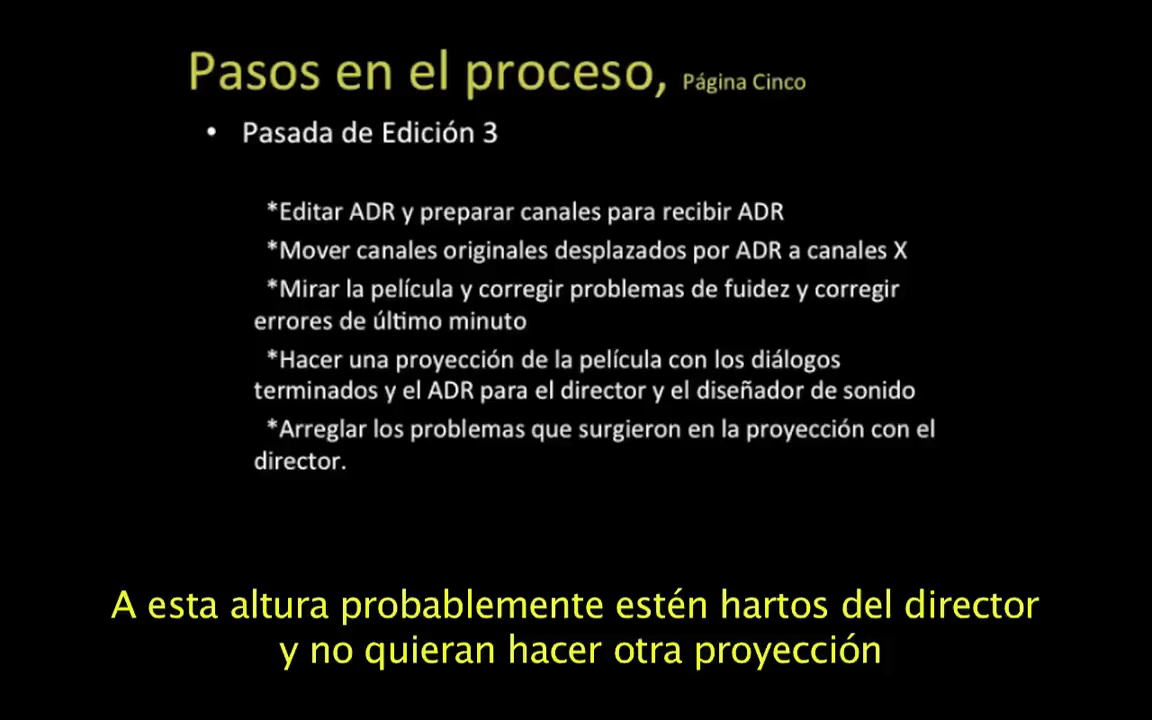 Pasos en el proceso, Página Cinco
• Pasada de Edición 3
*Editar ADR y preparar canales para recibir ADR
*Mover canales originales desplazados por ADR a canales X
*Mirar la película y corregir problemas de fuidez y corregir
errores de último minuto
*Hacer una proyección de la película con los diálogos
terminados y el ADR para el director y el diseñador de sonido
*Arreglar los problemas que surgieron en la proyección con el
director.
A esta altura probablemente estén hartos del director
y no quieran hacer otra proyección